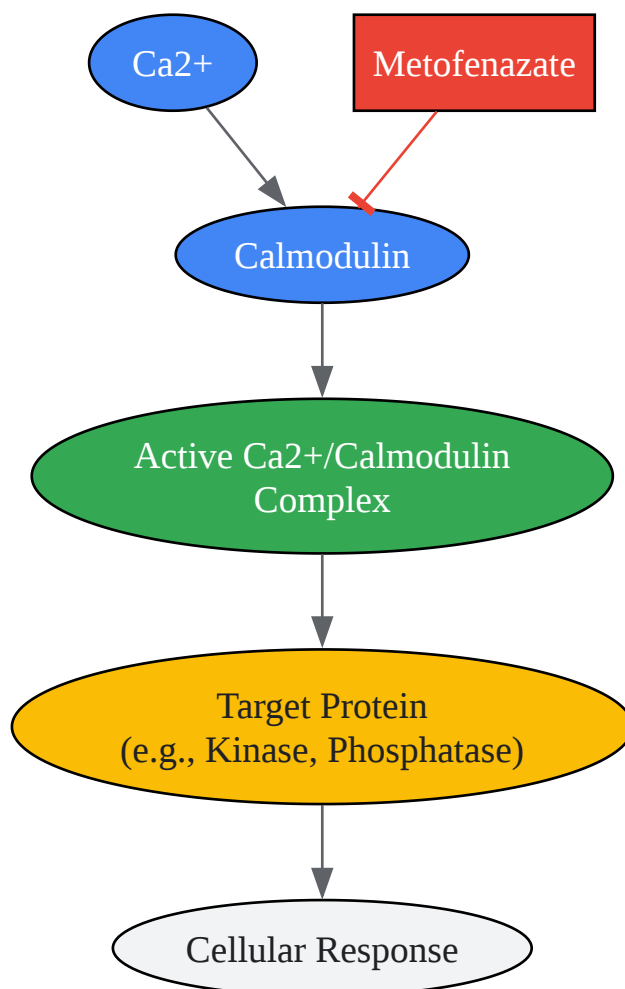 Ca2+
Metofenazate
Calmodulin
Active Ca2+/Calmodulin
Complex
Target Protein
(e.g., Kinase, Phosphatase)
Cellular Response